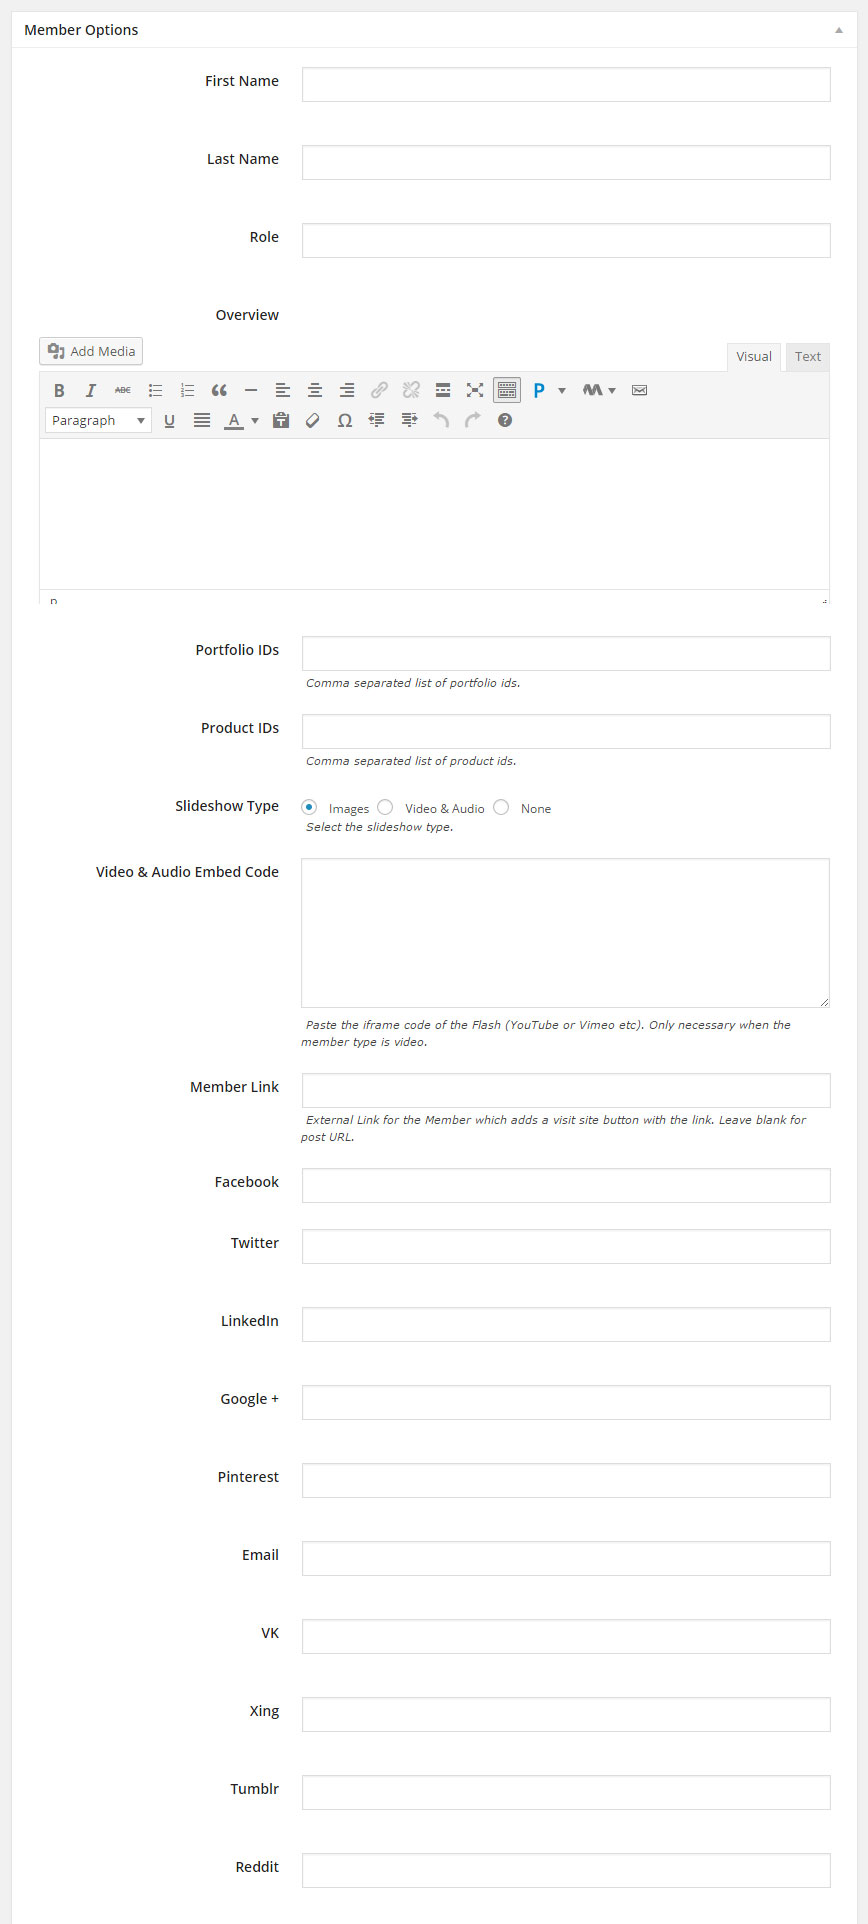 Member Options
First Name
Last Name
Role
Overview
Add Media
Visual Text
B I ABC P
Paragraph U A Ω ?
p
Portfolio IDs
Comma separated list of portfolio ids.
Product IDs
Comma separated list of product ids.
Slideshow Type Images Video & Audio None
Select the slideshow type.
Video & Audio Embed Code
Paste the iframe code of the Flash (YouTube or Vimeo etc). Only necessary when the
member type is video.
Member Link
External Link for the Member which adds a visit site button with the link. Leave blank for
post URL.
Facebook
Twitter
LinkedIn
Google +
Pinterest
Email
VK
Xing
Tumblr
Reddit